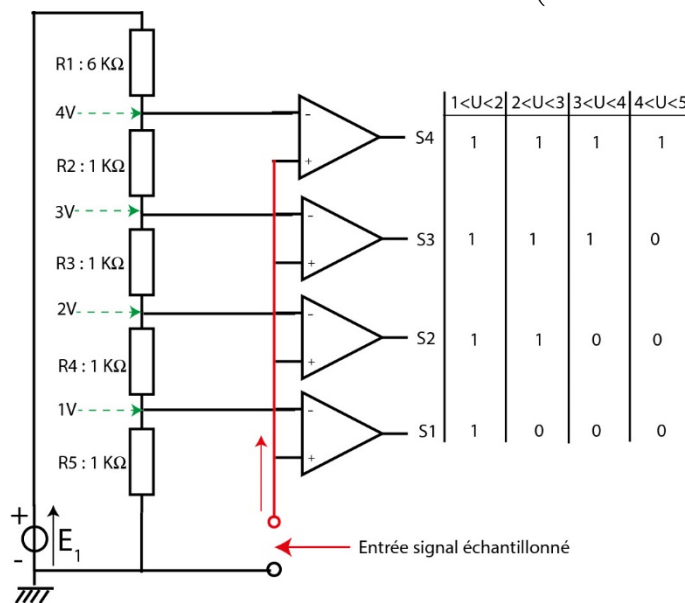 (
R1 : 6 KΩ
4V
R2 : 1 KΩ
3V
R3 : 1 KΩ
2V
R4 : 1 KΩ
1V
R5 : 1 KΩ
+
-
E1
-
+
-
+
-
+
-
+
1<U<2 2<U<3 3<U<4 4<U<5
S4 1 1 1 1
S3 1 1 1 0
S2 1 1 0 0
S1 1 0 0 0
Entrée signal échantillonné